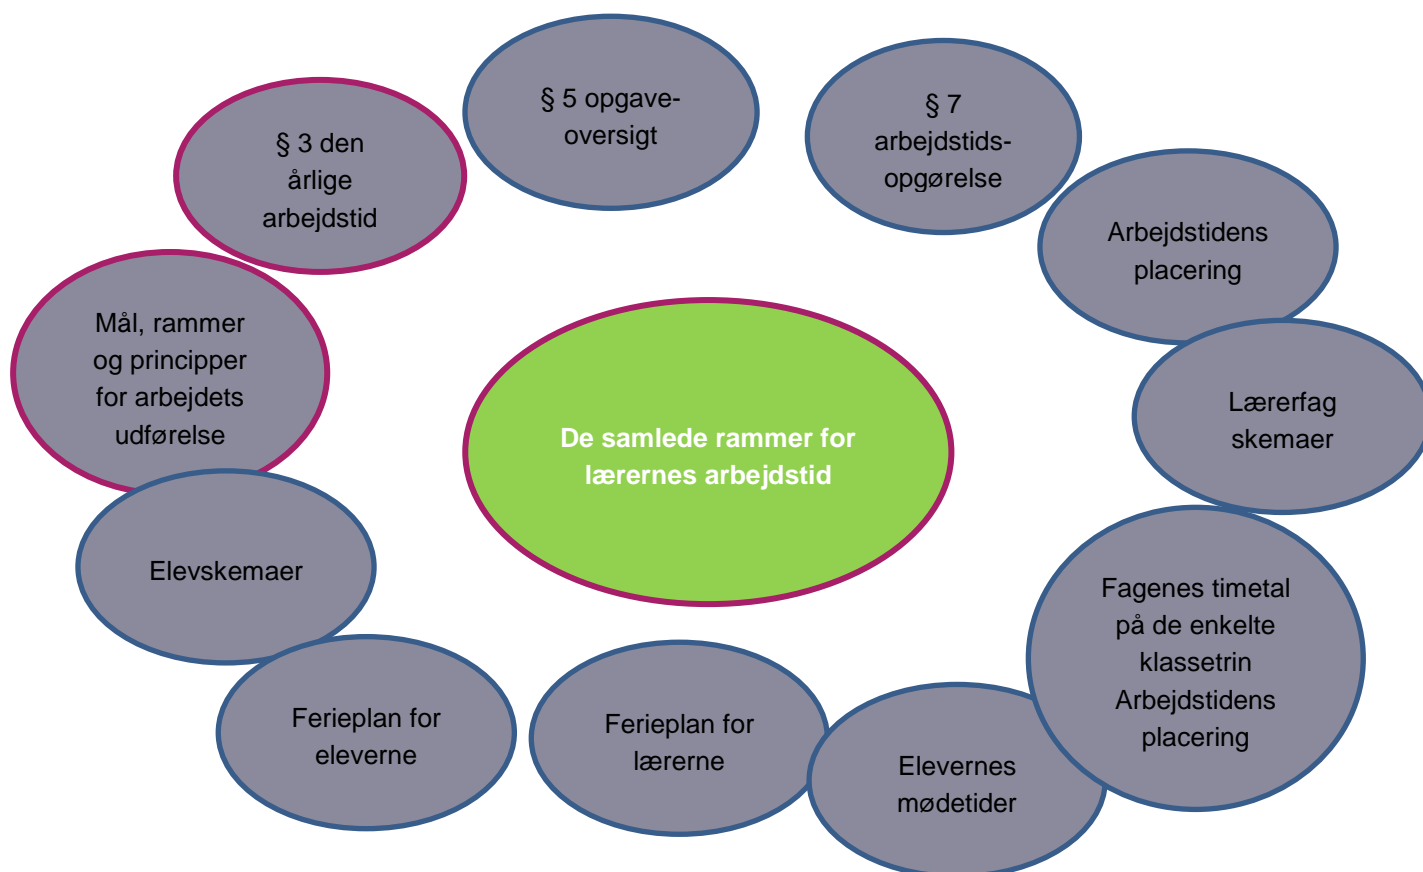 § 5 opgave-
oversigt
§ 7
arbejdstids-
opgørelse
§ 3 den
årlige
arbejdstid
Arbejdstidens
placering
Mål, rammer
og principper
for arbejdets
udførelse
Lærerfag
skemaer
De samlede rammer for
lærernes arbejdstid
Elevskemaer
Fagenes timetal
på de enkelte
klassetrin
Arbejdstidens
placering
Ferieplan for
eleverne
Ferieplan for
lærerne
Elevernes
mødetider